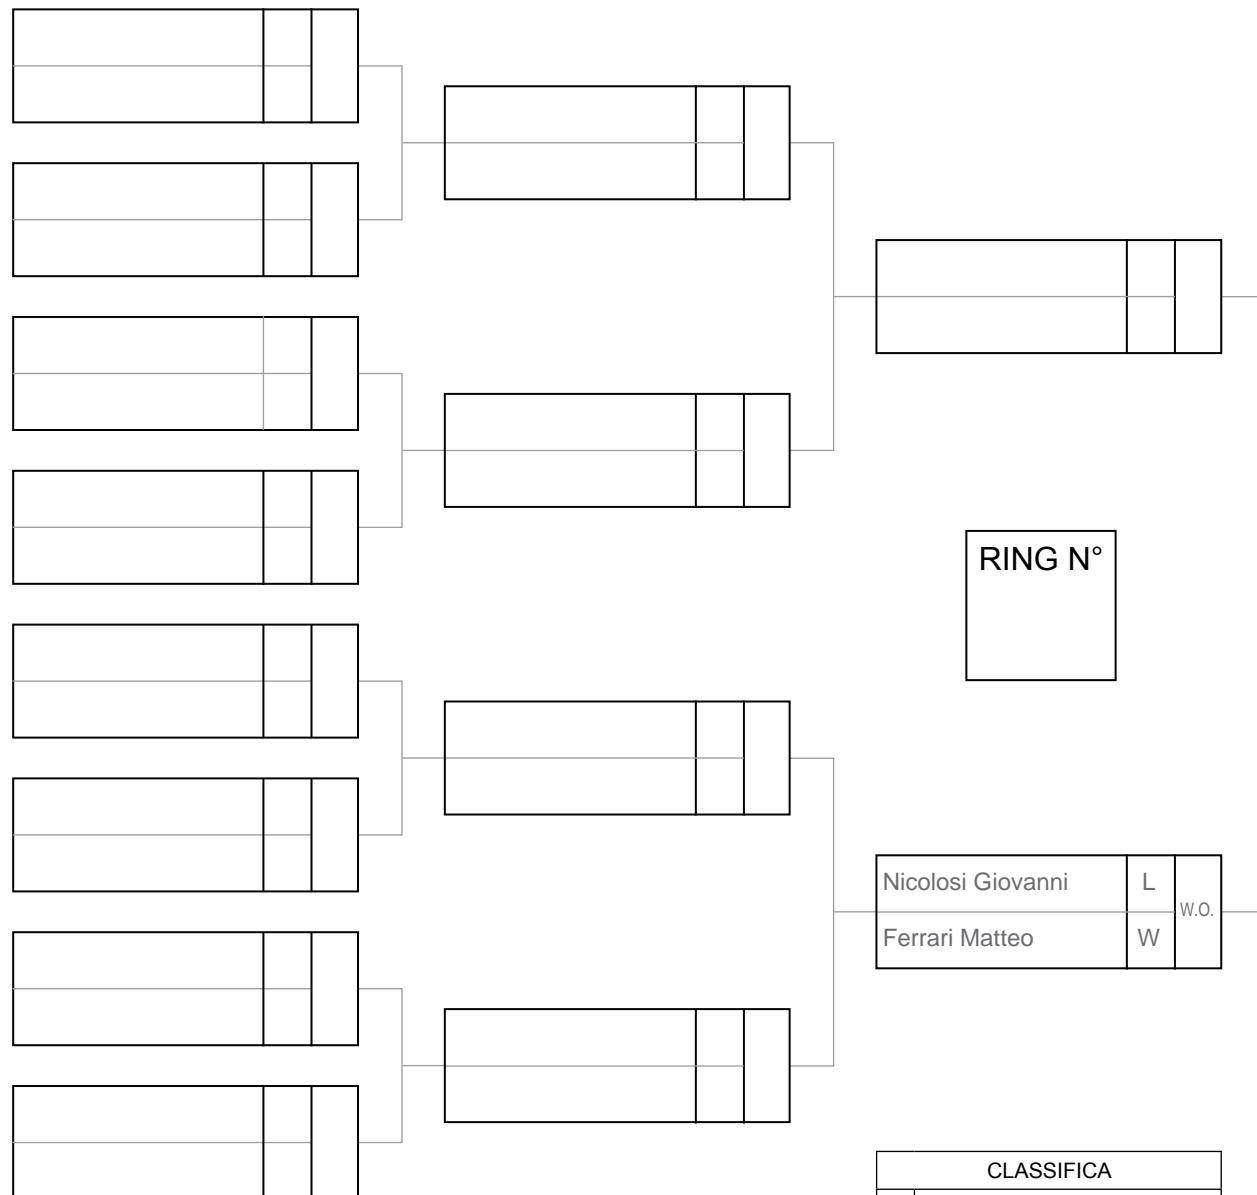 RING N°
Nicolosi Giovanni L
W.O.
Ferrari Matteo W
CLASSIFICA